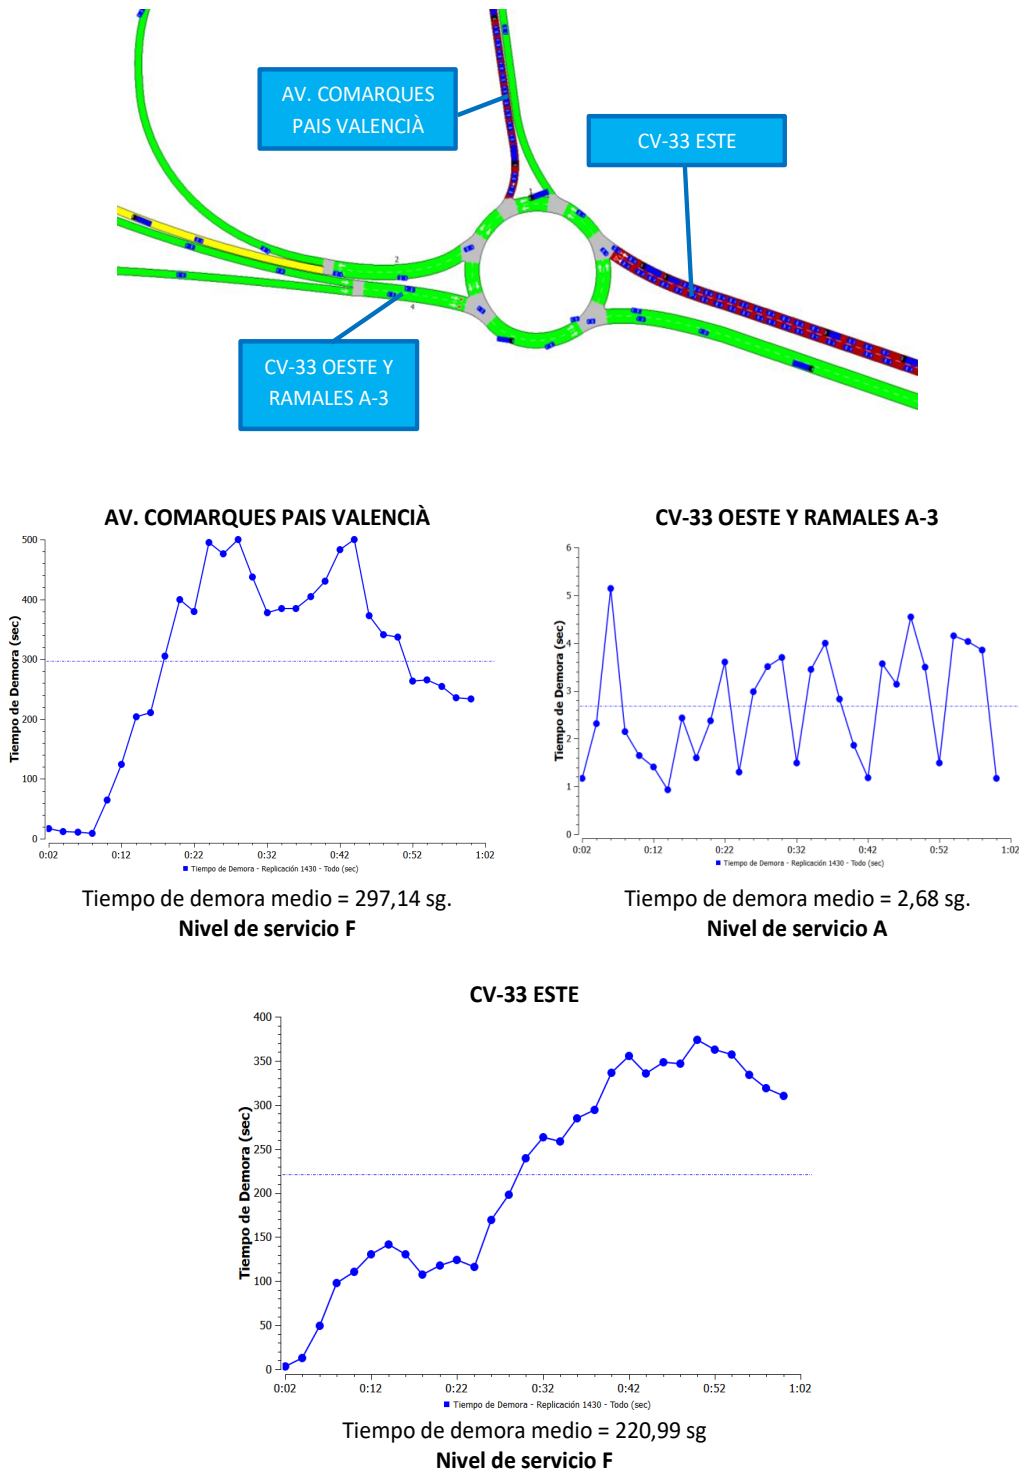 AV. COMARQUES
PAIS VALENCIÀ
CV-33 ESTE
1
2
4
CV-33 OESTE Y
RAMALES A-3
AV. COMARQUES PAIS VALENCIÀ
Tiempo de Demora (sec)
500
400
300
200
100
0
0:02 0:12 0:22 0:32 0:42 0:52 1:02
Tiempo de Demora - Replicación 1430 - Todo (sec)
Tiempo de demora medio = 297,14 sg.
Nivel de servicio F
CV-33 OESTE Y RAMALES A-3
Tiempo de Demora (sec)
6
5
4
3
2
1
0
0:02 0:12 0:22 0:32 0:42 0:52 1:02
Tiempo de Demora - Replicación 1430 - Todo (sec)
Tiempo de demora medio = 2,68 sg.
Nivel de servicio A
CV-33 ESTE
Tiempo de Demora (sec)
400
350
300
250
200
150
100
50
0
0:02 0:12 0:22 0:32 0:42 0:52 1:02
Tiempo de Demora - Replicación 1430 - Todo (sec)
Tiempo de demora medio = 220,99 sg
Nivel de servicio F